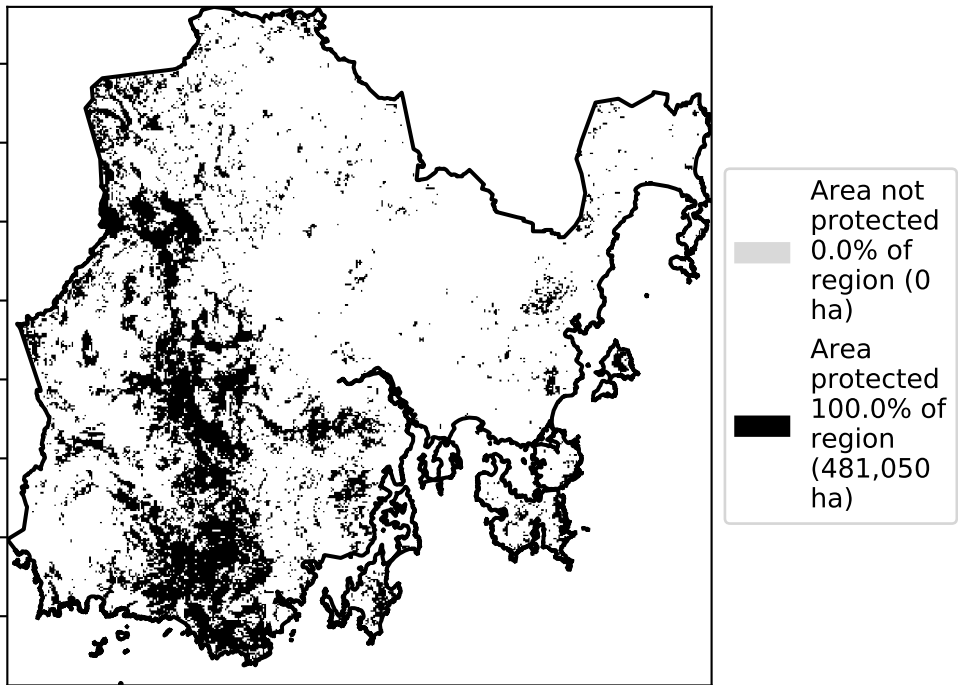 Area not
protected
0.0% of
region (0
ha)
Area
protected
100.0% of
region
(481,050
ha)